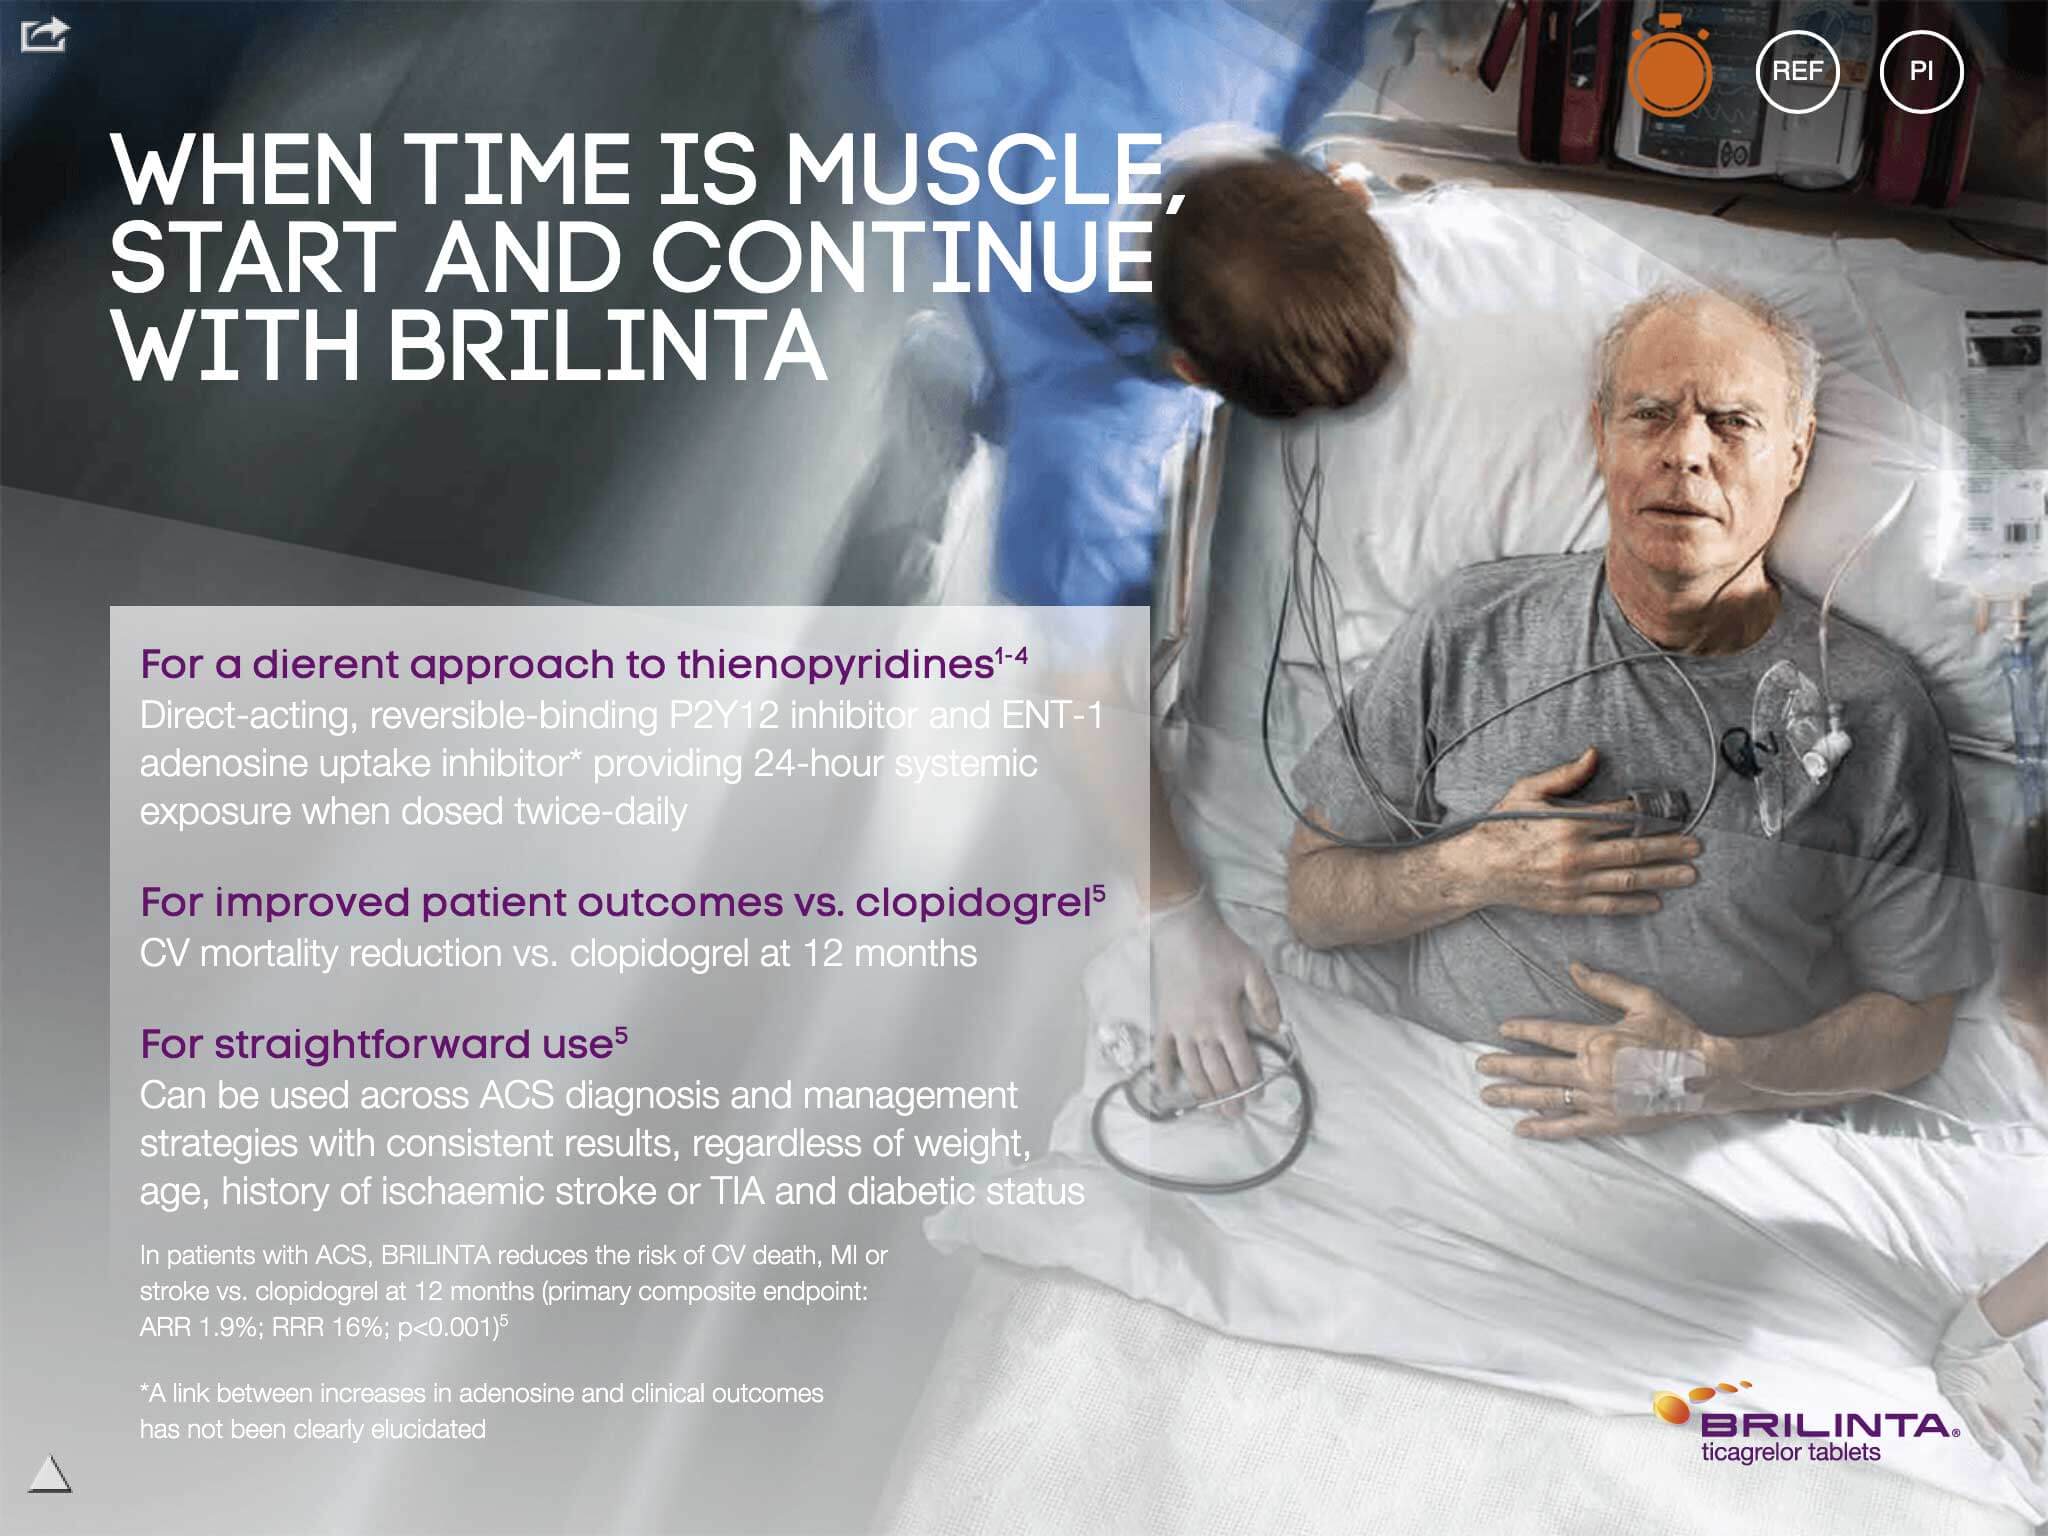 REF
PI
WHEN TIME IS MUSCLE,
START AND CONTINUE
WITH BRILINTA
For a dierent approach to thienopyridines1-4
Direct-acting, reversible-binding P2Y12 inhibitor and ENT-1
adenosine uptake inhibitor* providing 24-hour systemic
exposure when dosed twice-daily
For improved patient outcomes vs. clopidogrel5
CV mortality reduction vs. clopidogrel at 12 months
For straightforward use5
Can be used across ACS diagnosis and management
strategies with consistent results, regardless of weight,
age, history of ischaemic stroke or TIA and diabetic status
In patients with ACS, BRILINTA reduces the risk of CV death, MI or
stroke vs. clopidogrel at 12 months (primary composite endpoint:
ARR 1.9%; RRR 16%; p<0.001)5
*A link between increases in adenosine and clinical outcomes
has not been clearly elucidated
BRILINTA®
ticagrelor tablets